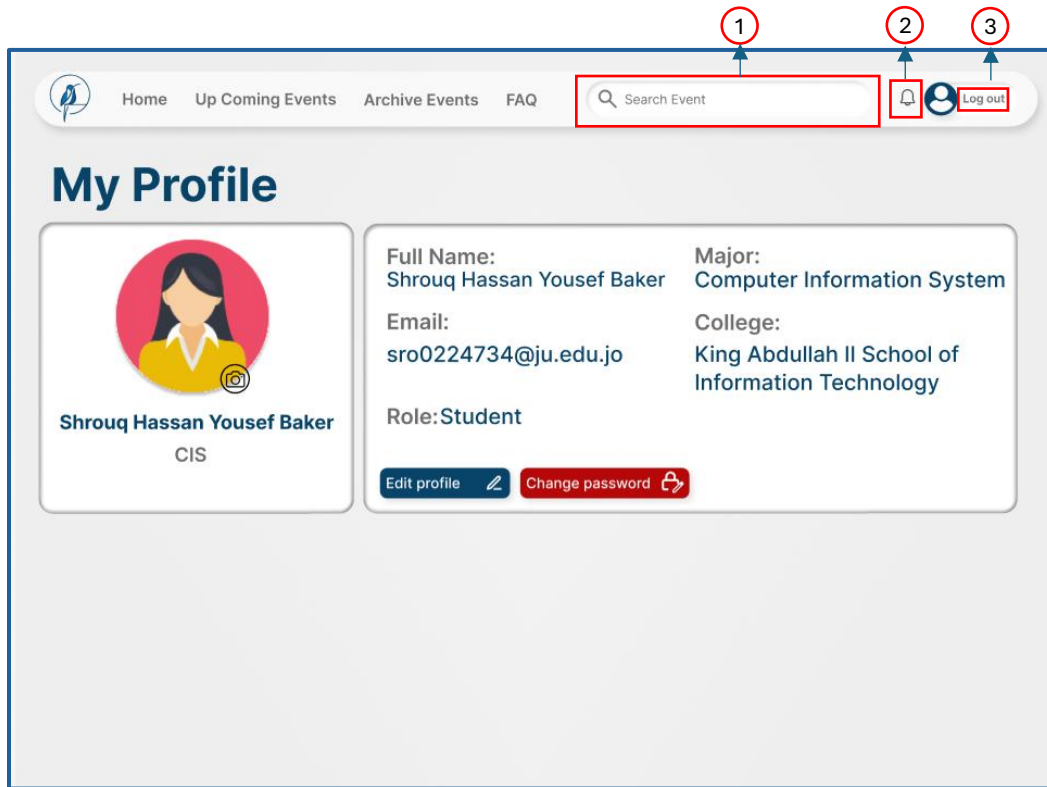 1 2 3
Home Up Coming Events Archive Events FAQ Search Event Log out
My Profile
Shrouq Hassan Yousef Baker
CIS
Full Name:
Shrouq Hassan Yousef Baker
Email:
sro0224734@ju.edu.jo
Role:Student
Major:
Computer Information System
College:
King Abdullah II School of
Information Technology
Edit profile Change password